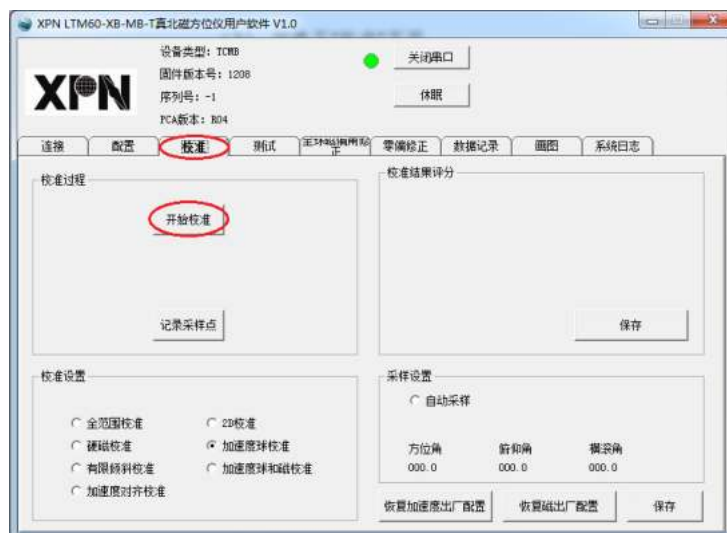 XPN LTM60-XB-MB-T真北磁方位仪用户软件 V1.0
设备类型: TCMB
固件版本号: 1208
序列号: -1
PCA版本: R04
XPN
关闭串口
休眠
连接 配置 校准 测试 零偏修正 数据记录 画图 系统日志
校准过程
开始校准
记录采样点
校准结果评分
保存
校准设置
全范围校准 2D校准
硬磁校准 加速度球校准
有限倾斜校准 加速度球和磁校准
加速度对齐校准
采样设置
自动采样
方位角 俯仰角 横滚角
000.0 000.0 000.0
恢复加速度出厂配置 恢复磁出厂配置 保存